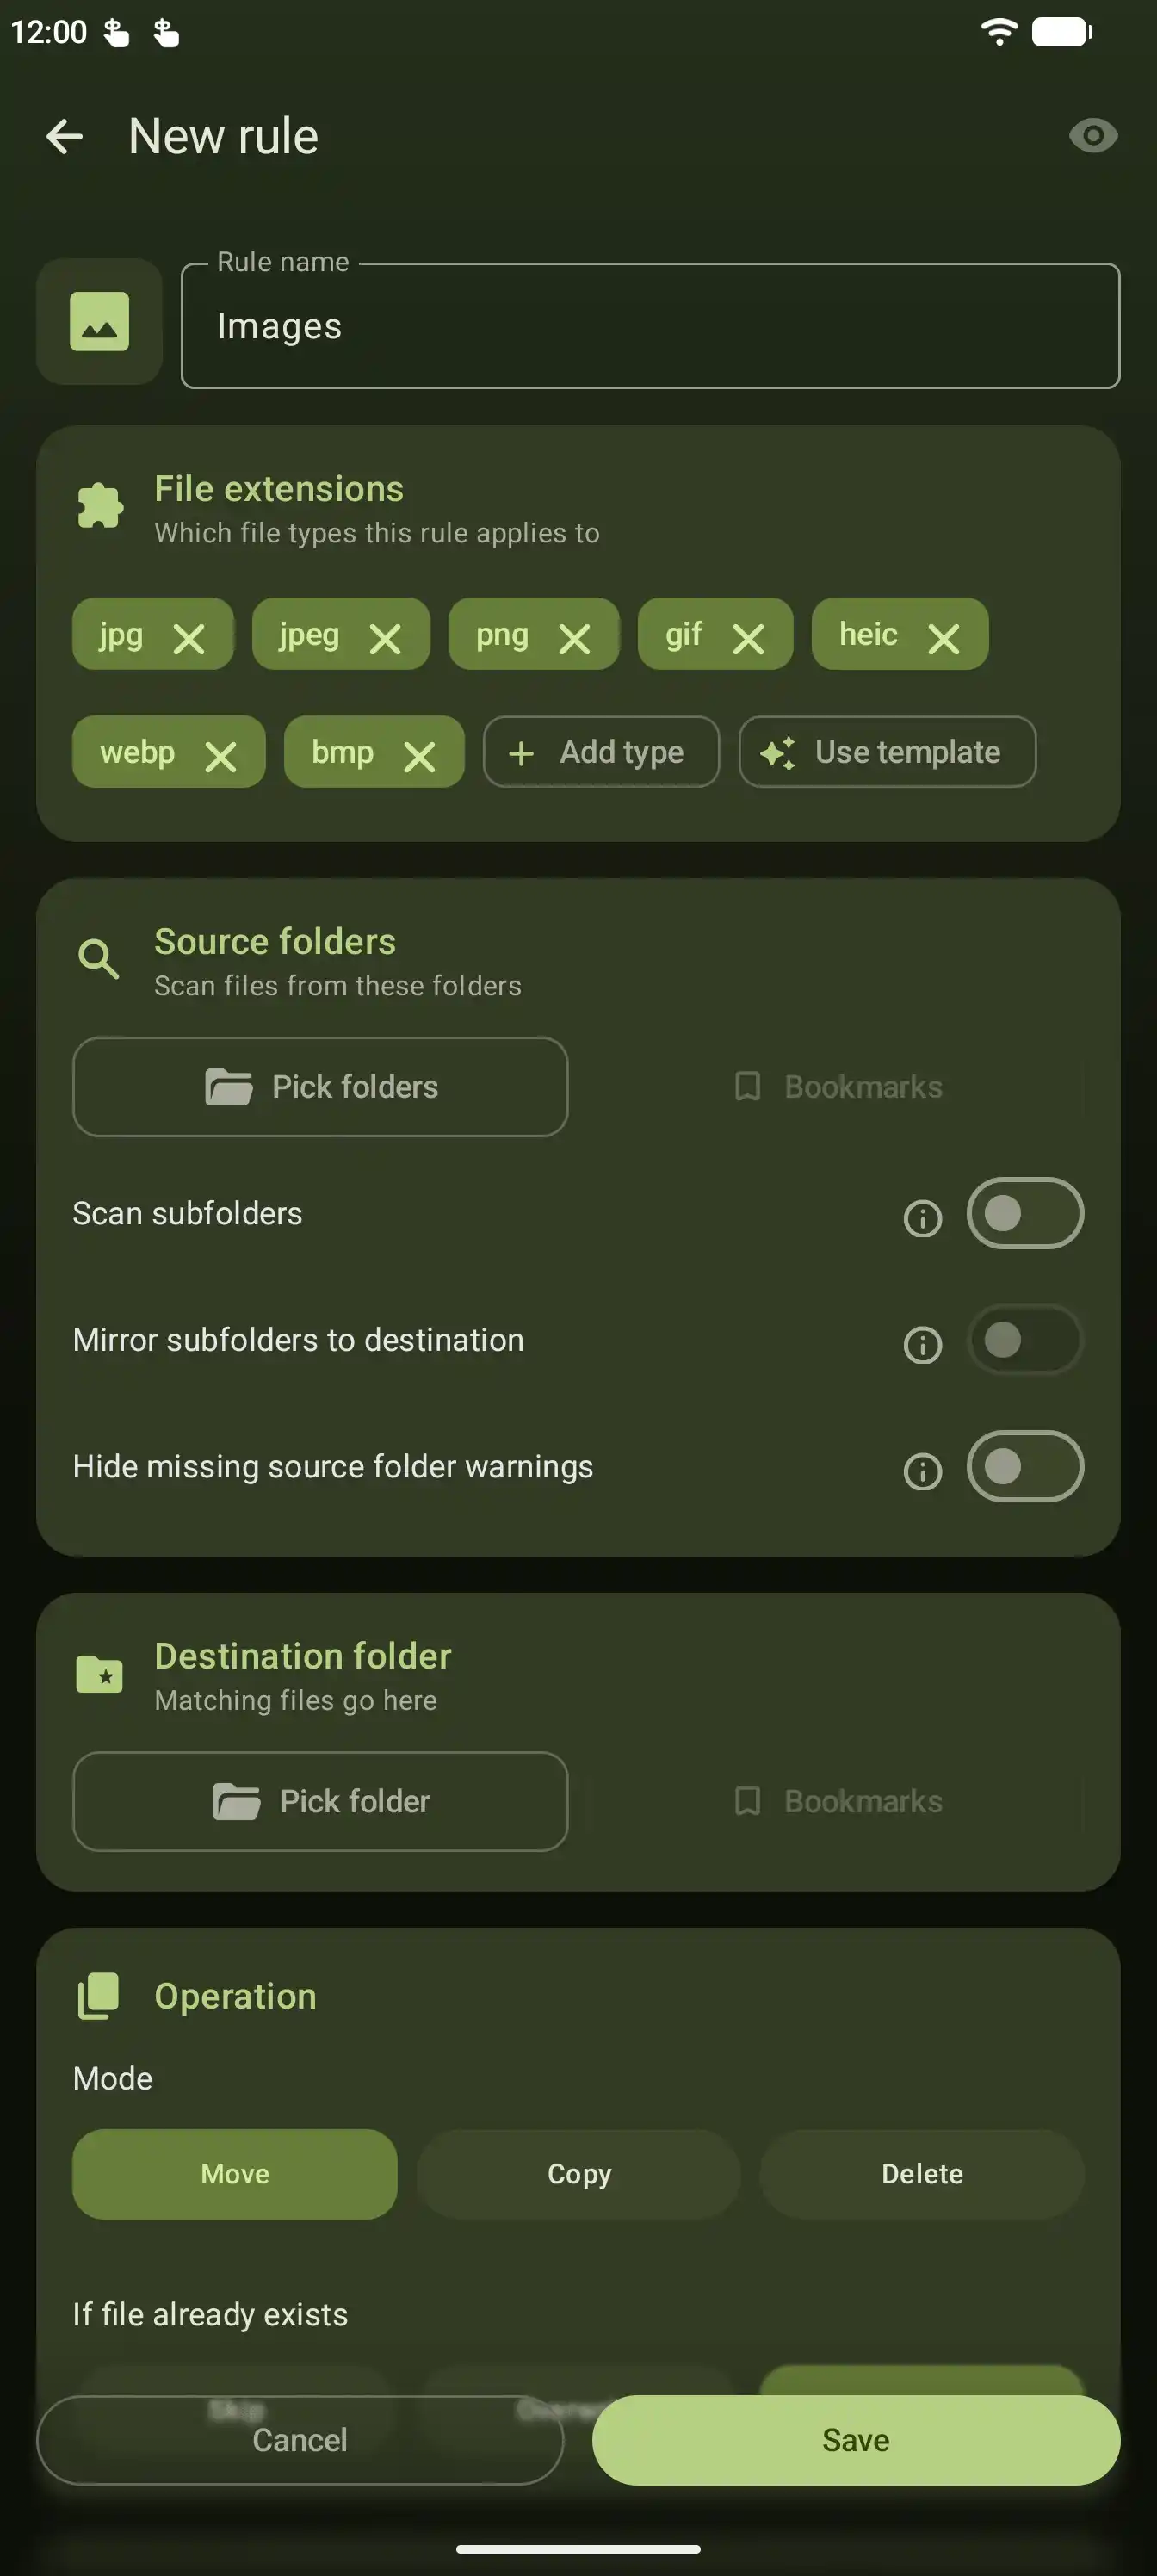 12:00
New rule
Rule name
Images
File extensions
Which file types this rule applies to
jpg jpeg png gif heic
webp bmp Add type Use template
Source folders
Scan files from these folders
Pick folders Bookmarks
Scan subfolders
Mirror subfolders to destination
Hide missing source folder warnings
Destination folder
Matching files go here
Pick folder Bookmarks
Operation
Mode
Move Copy Delete
If file already exists
Skip
Cancel Save